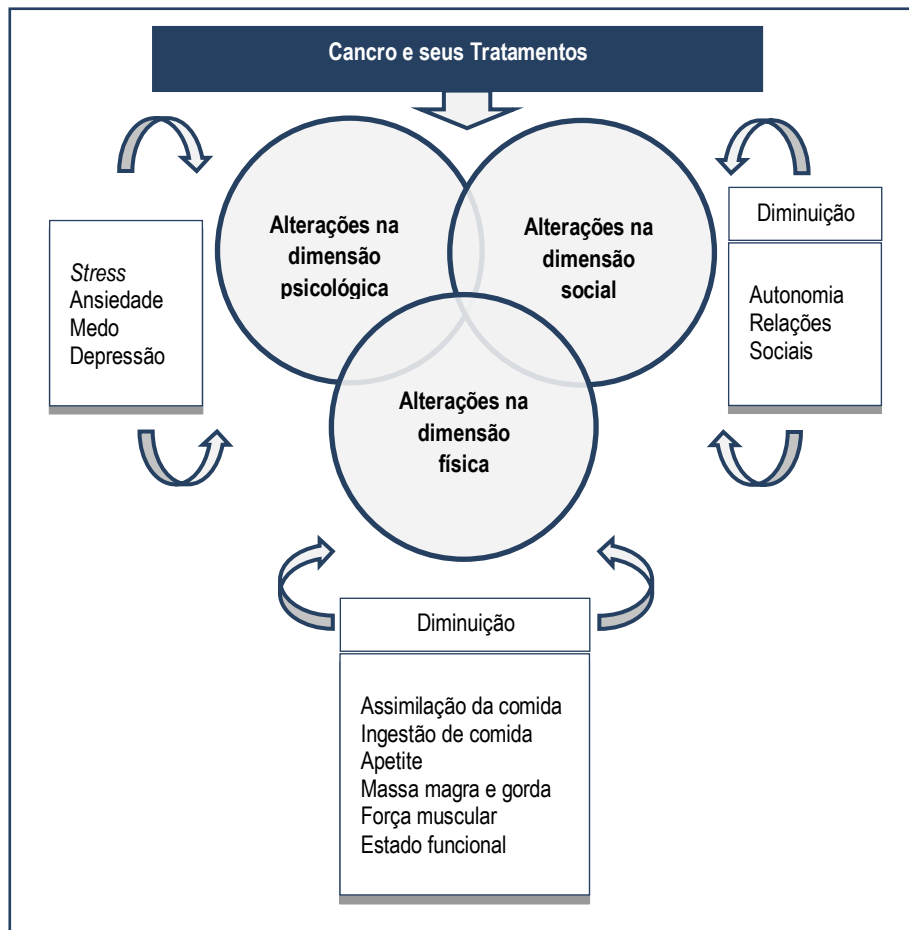 Cancro e seus Tratamentos
Alterações na
dimensão
psicológica
Alterações na
dimensão
social
Alterações na
dimensão
física
Stress
Ansiedade
Medo
Depressão
Diminuição
Autonomia
Relações
Sociais
Diminuição
Assimilação da comida
Ingestão de comida
Apetite
Massa magra e gorda
Força muscular
Estado funcional